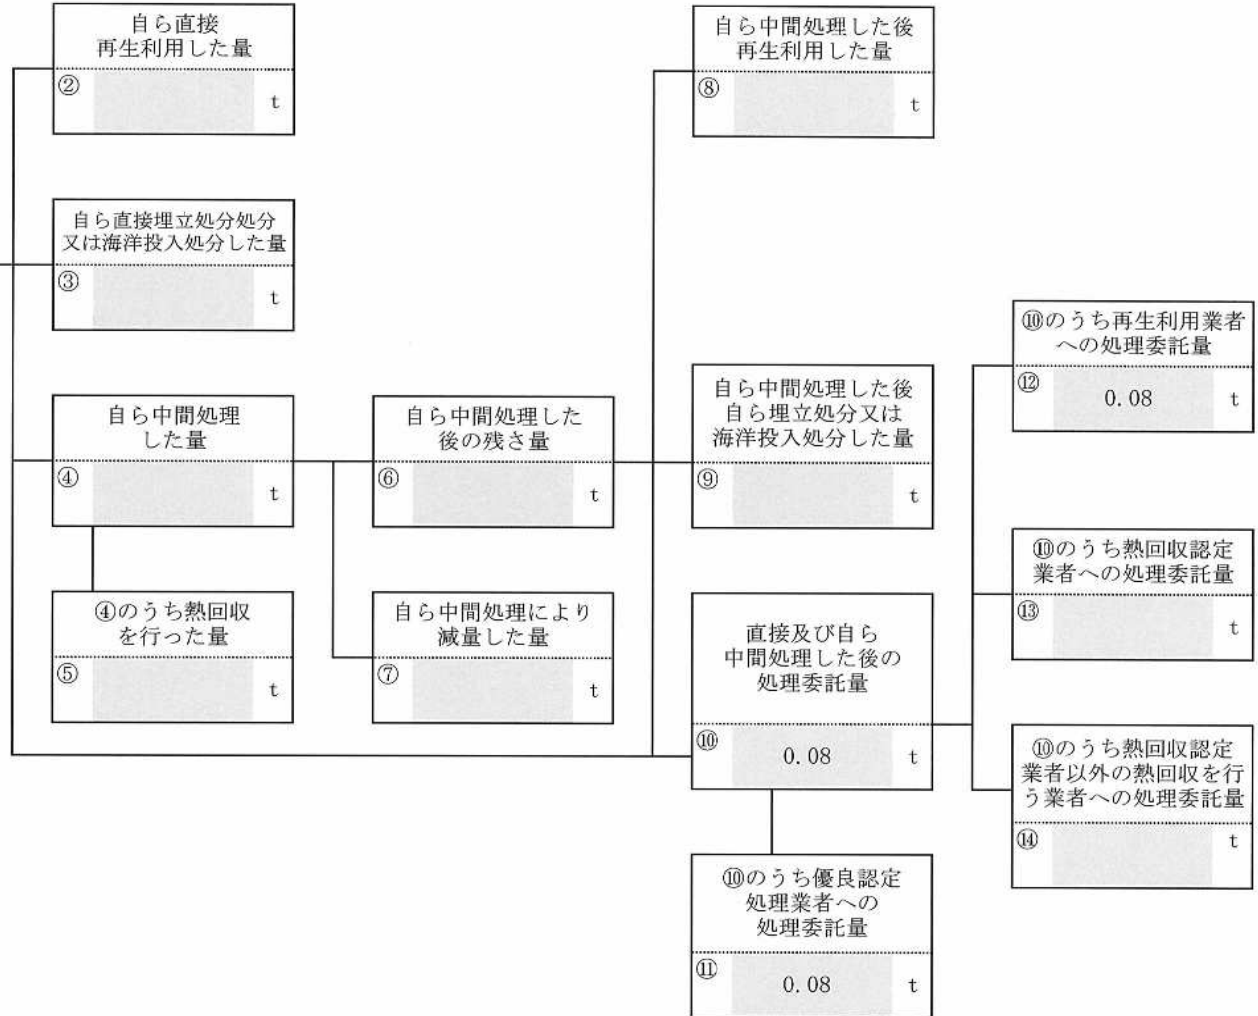 自ら直接
再生利用した量
②
t
自ら直接埋立処分処分
又は海洋投入処分した量
③
t
自ら中間処理
した量
④
t
④のうち熱回収
を行った量
⑤
t
自ら中間処理した
後の残さ量
⑥
t
自ら中間処理により
減量した量
⑦
t
自ら中間処理した後
再生利用した量
⑧
t
自ら中間処理した後
自ら埋立処分又は
海洋投入処分した量
⑨
t
直接及び自ら
中間処理した後の
処理委託量
⑩
0.08 t
⑩のうち優良認定
処理業者への
処理委託量
⑪
0.08 t
⑩のうち再生利用業者
への処理委託量
⑫
0.08 t
⑩のうち熱回収認定
業者への処理委託量
⑬
t
⑩のうち熱回収認定
業者以外の熱回収を行
う業者への処理委託量
⑭
t